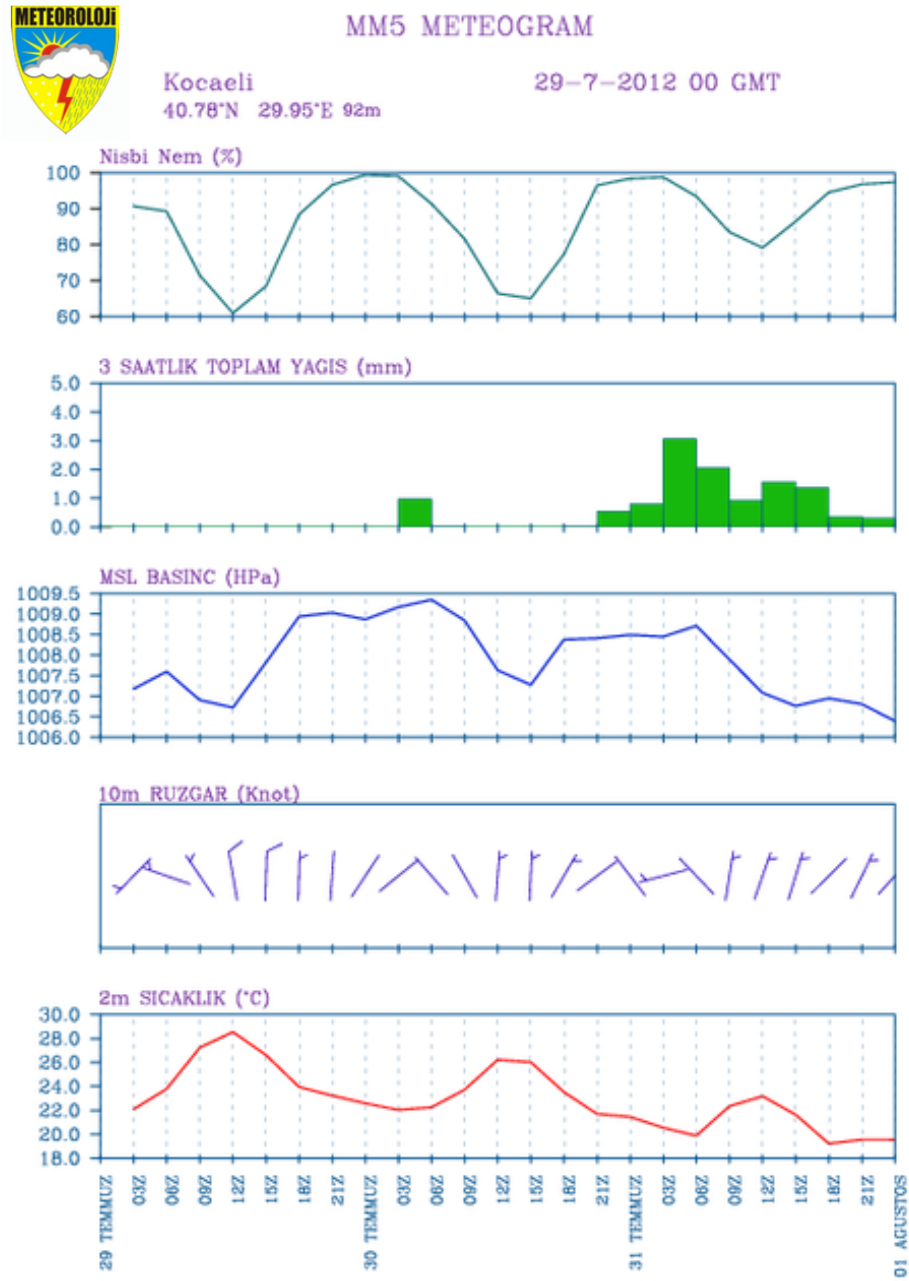 METEOROLOJİ
MM5 METEOGRAM
Kocaeli
29-7-2012 00 GMT
40.78°N 29.95°E 92m
Nisbi Nem (%)
100
90
80
70
60
3 SAATLIK TOPLAM YAGIS (mm)
5.0
4.0
3.0
2.0
1.0
0.0
MSL BASINC (HPa)
1009.5
1009.0
1008.5
1008.0
1007.5
1007.0
1006.5
1006.0
10m RUZGAR (Knot)
2m SICAKLIK (°C)
30.0
28.0
26.0
24.0
22.0
20.0
18.0
29 TEMMUZ
03Z
06Z
09Z
12Z
15Z
18Z
21Z
30 TEMMUZ
03Z
06Z
09Z
12Z
15Z
18Z
21Z
31 TEMMUZ
03Z
06Z
09Z
12Z
15Z
18Z
21Z
01 AGUSTOS